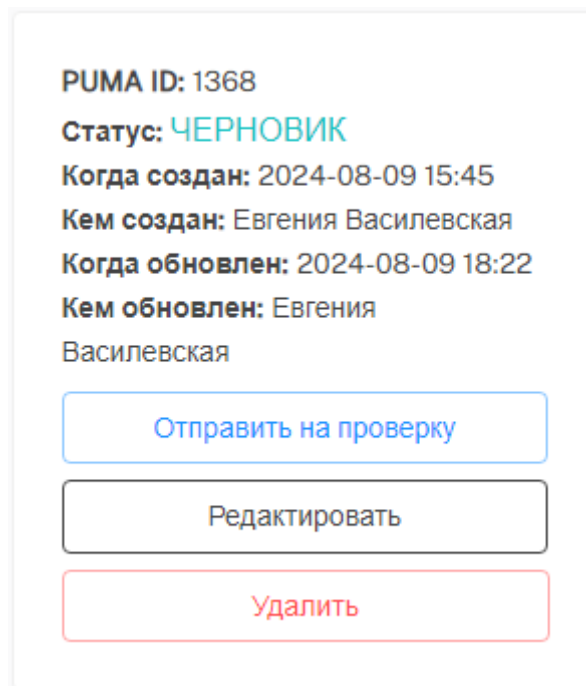 PUMA ID: 1368
Статус: ЧЕРНОВИК
Когда создан: 2024-08-09 15:45
Кем создан: Евгения Василевская
Когда обновлен: 2024-08-09 18:22
Кем обновлен: Евгения
Василевская
Отправить на проверку
Редактировать
Удалить